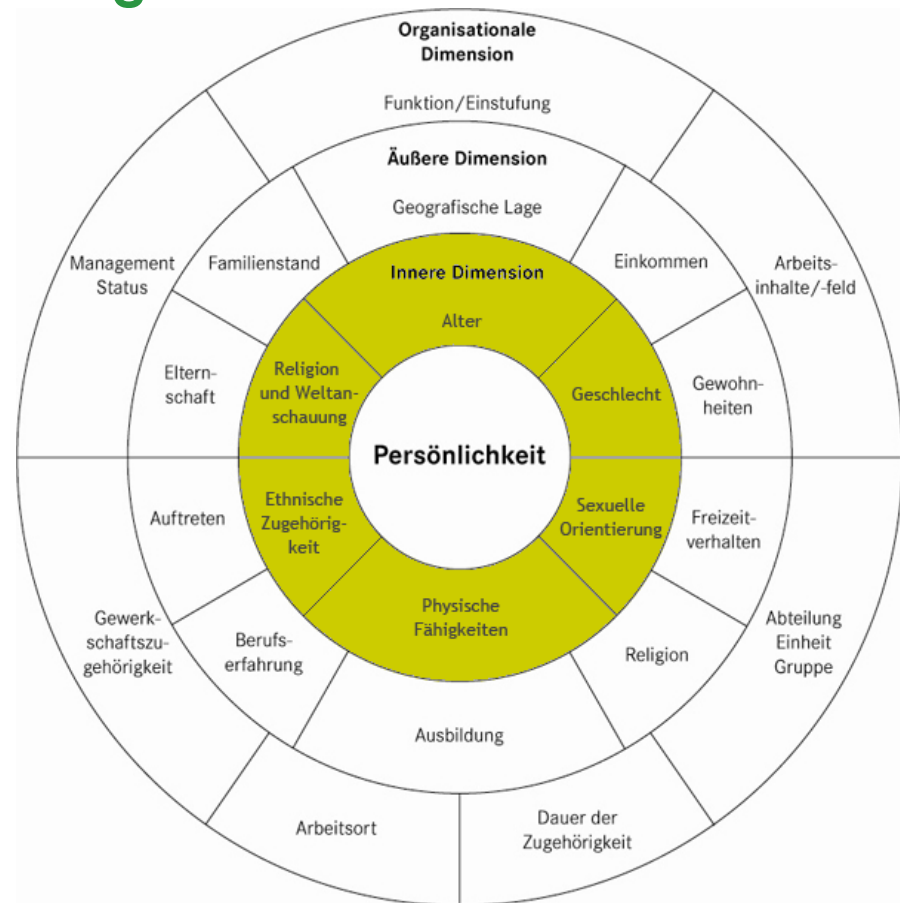 Organisationale
Dimension
Funktion/Einstufung
Äußere Dimension
Geografische Lage
Management
Status
Familienstand
Innere Dimension
Alter
Einkommen
Arbeits-
inhalte/-feld
Eltern-
schaft
Religion
und Weltan-
schauung
Geschlecht
Gewohn-
heiten
Persönlichkeit
Auftreten
Ethnische
Zugehörig-
keit
Sexuelle
Orientierung
Freizeit-
verhalten
Gewerk-
schaftszu-
gehörigkeit
Berufs-
erfahrung
Physische
Fähigkeiten
Religion
Abteilung
Einheit
Gruppe
Ausbildung
Arbeitsort
Dauer der
Zugehörigkeit